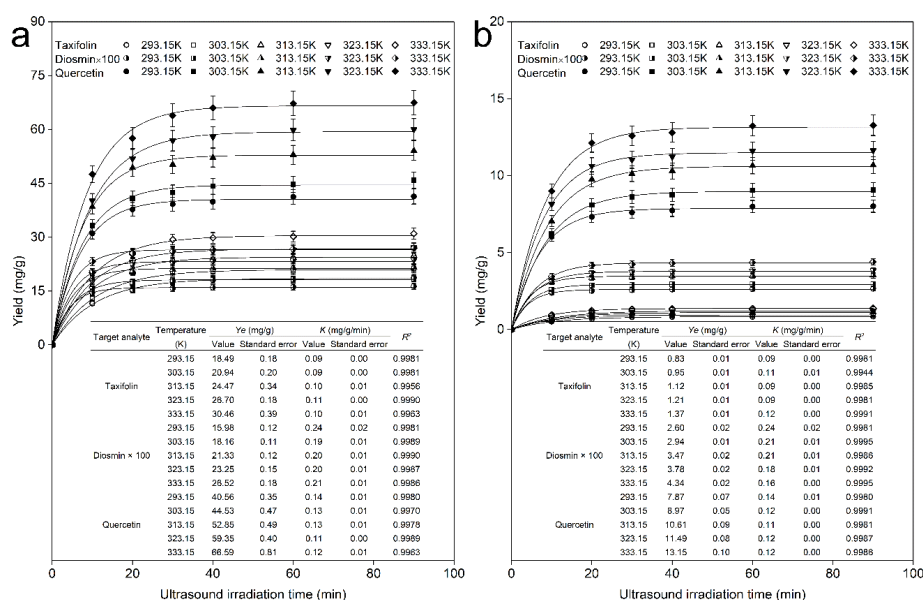 a
90
75
60
45
30
15
0
Yield (mg/g)
Taxifolin 293.15K 303.15K 313.15K 323.15K 333.15K
Diosmin×100 293.15K 303.15K 313.15K 323.15K 333.15K
Quercetin 293.15K 303.15K 313.15K 323.15K 333.15K
Target analyte Temperature (K) Ye (mg/g) K (mg/g/min) R²
Value Standard error Value Standard error
293.15 18.49 0.18 0.09 0.00 0.9981
303.15 20.94 0.20 0.09 0.00 0.9981
Taxifolin 313.15 24.47 0.34 0.10 0.01 0.9956
323.15 26.70 0.18 0.11 0.00 0.9990
333.15 30.46 0.39 0.10 0.01 0.9963
293.15 15.98 0.12 0.24 0.02 0.9981
303.15 18.16 0.11 0.19 0.01 0.9989
Diosmin × 100 313.15 21.33 0.12 0.20 0.01 0.9990
323.15 23.25 0.15 0.20 0.01 0.9987
333.15 26.52 0.18 0.21 0.01 0.9986
293.15 40.56 0.35 0.14 0.01 0.9980
303.15 44.53 0.47 0.13 0.01 0.9970
Quercetin 313.15 52.85 0.49 0.13 0.01 0.9978
323.15 59.35 0.40 0.11 0.00 0.9989
333.15 66.59 0.81 0.12 0.01 0.9963
0 20 40 60 80 100
Ultrasound irradiation time (min)
b
20
15
10
5
0
Yield (mg/g)
Taxifolin 293.15K 303.15K 313.15K 323.15K 333.15K
Diosmin×100 293.15K 303.15K 313.15K 323.15K 333.15K
Quercetin 293.15K 303.15K 313.15K 323.15K 333.15K
Target analyte Temperature (K) Ye (mg/g) K (mg/g/min) R²
Value Standard error Value Standard error
293.15 0.83 0.01 0.09 0.00 0.9981
303.15 0.95 0.01 0.11 0.01 0.9944
Taxifolin 313.15 1.12 0.01 0.09 0.00 0.9985
323.15 1.21 0.01 0.09 0.00 0.9981
333.15 1.37 0.01 0.12 0.00 0.9991
293.15 2.60 0.02 0.24 0.02 0.9981
303.15 2.94 0.01 0.21 0.01 0.9995
Diosmin × 100 313.15 3.47 0.02 0.21 0.01 0.9986
323.15 3.78 0.02 0.18 0.01 0.9992
333.15 4.34 0.02 0.16 0.00 0.9995
293.15 7.87 0.07 0.14 0.01 0.9980
303.15 8.97 0.05 0.12 0.00 0.9991
Quercetin 313.15 10.61 0.09 0.11 0.00 0.9981
323.15 11.49 0.08 0.12 0.00 0.9987
333.15 13.15 0.10 0.12 0.00 0.9986
0 20 40 60 80 100
Ultrasound irradiation time (min)